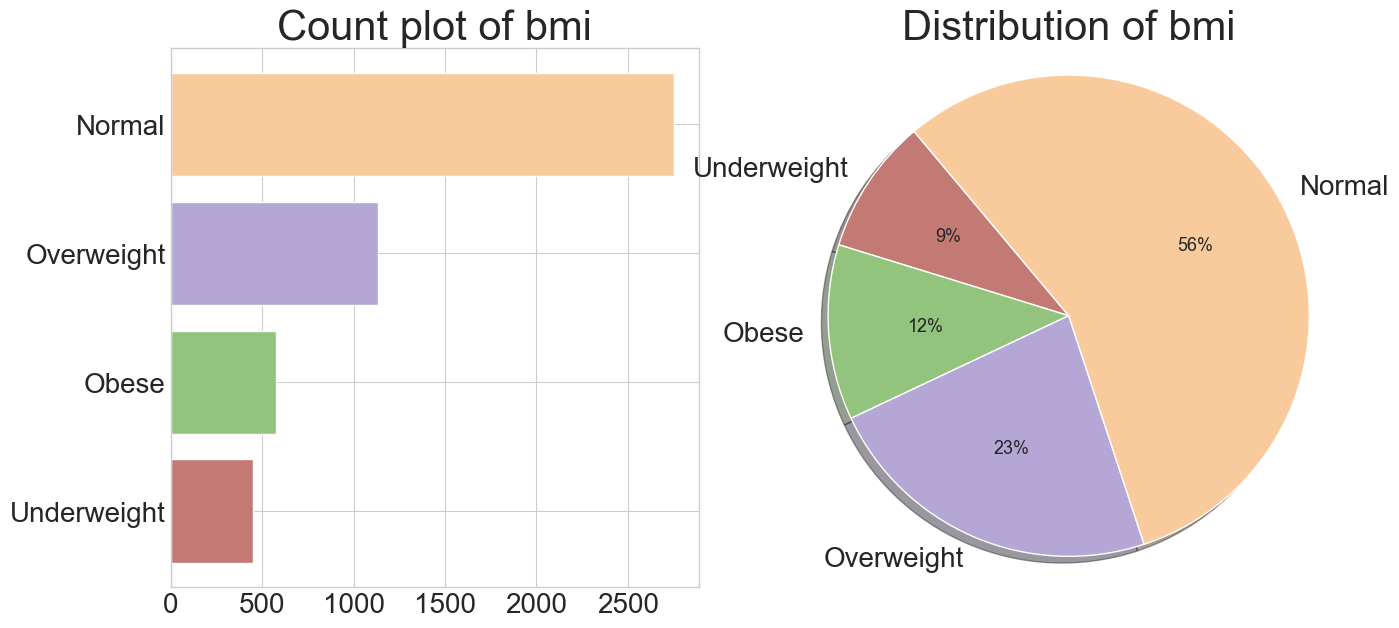 Count plot of bmi
Normal
Overweight
Obese
Underweight
0 500 1000 1500 2000 2500
Distribution of bmi
Underweight
Normal
56%
9%
12%
Obese
23%
Overweight